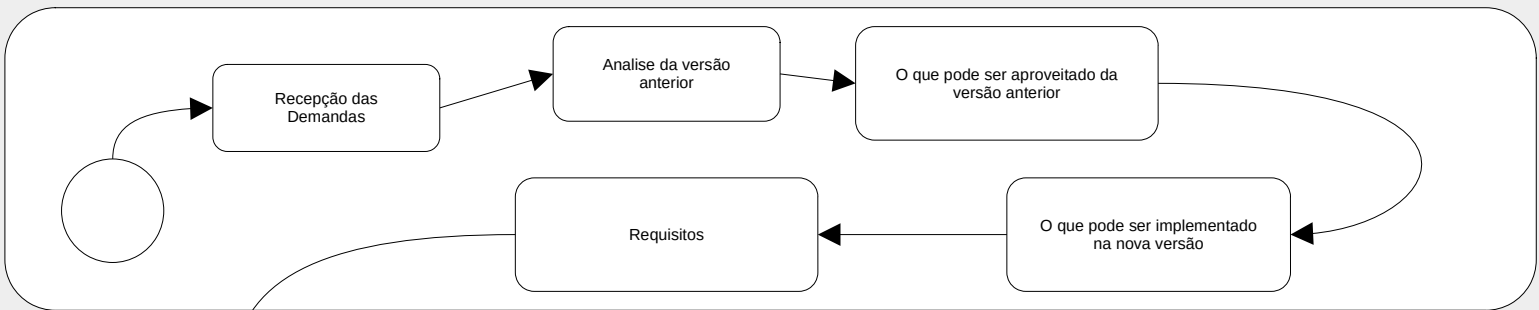 Recepção das
Demandas
Analise da versão
anterior
O que pode ser aproveitado da
versão anterior
O que pode ser implementado
na nova versão
Requisitos